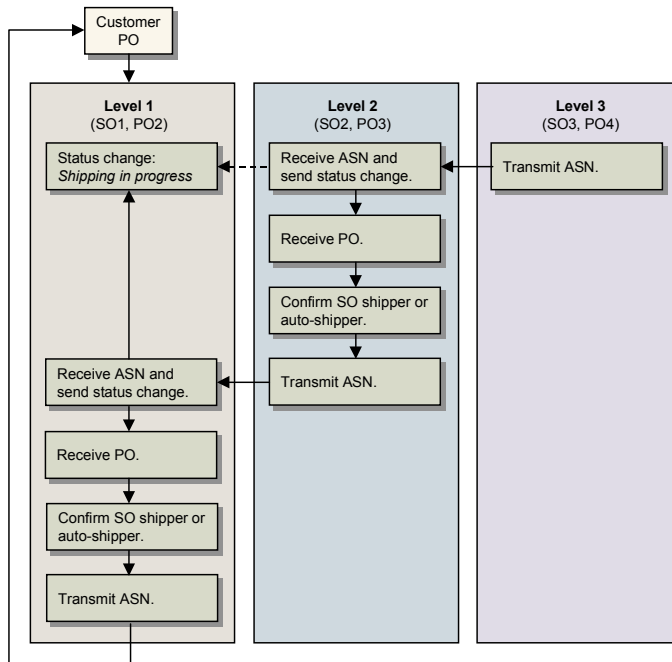 Customer
PO
Level 1
(SO1, PO2)
Status change:
Shipping in progress
Receive ASN and
send status change.
Receive PO.
Confirm SO shipper or
auto-shipper.
Transmit ASN.
Level 2
(SO2, PO3)
Receive ASN and
send status change.
Receive PO.
Confirm SO shipper or
auto-shipper.
Transmit ASN.
Level 3
(SO3, PO4)
Transmit ASN.